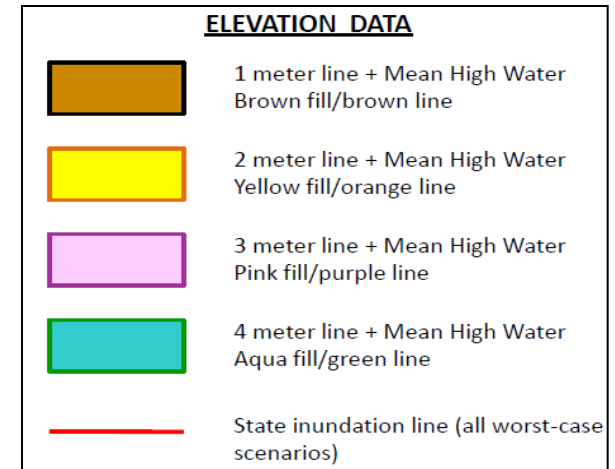 ELEVATION DATA
1 meter line + Mean High Water
Brown fill/brown line
2 meter line + Mean High Water
Yellow fill/orange line
3 meter line + Mean High Water
Pink fill/purple line
4 meter line + Mean High Water
Aqua fill/green line
State inundation line (all worst-case
scenarios)